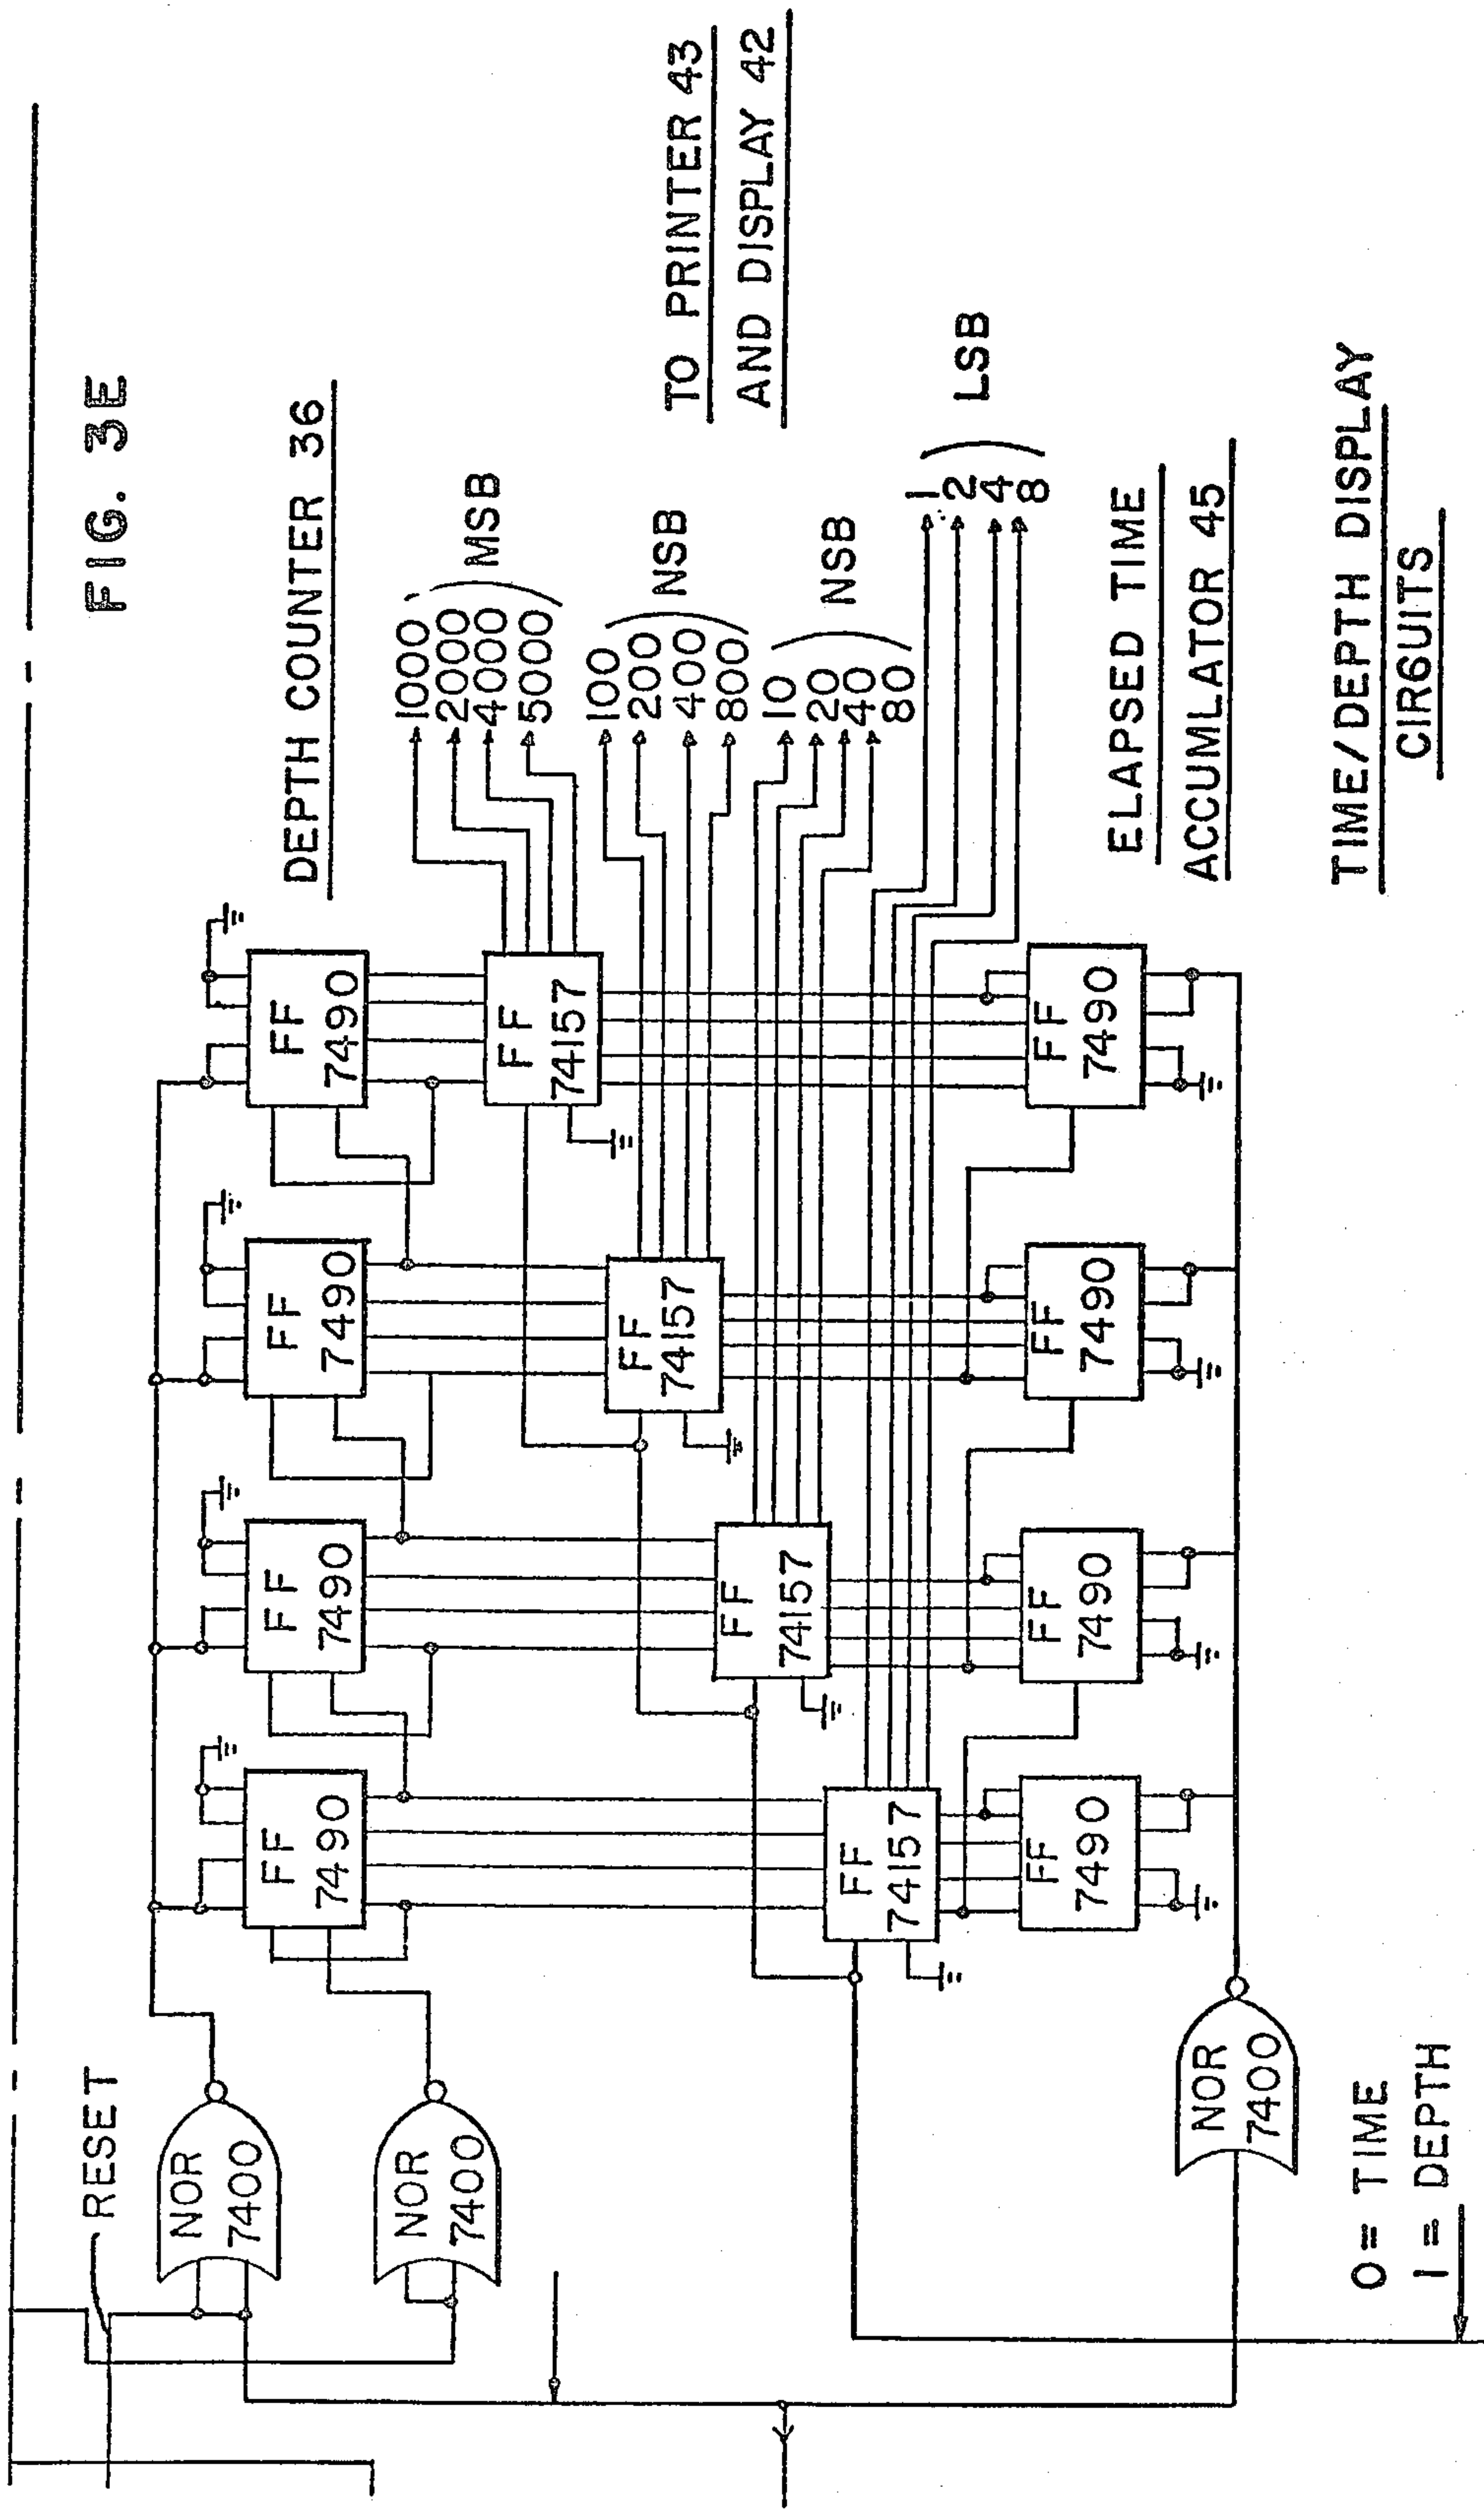 FIG. 3E
RESET
DEPTH COUNTER 36
NOR
7400
NOR
7400
FF
7490
FF
7490
FF
7490
FF
7490
1000
2000
4000
5000
MSB
FF
74157
FF
74157
FF
74157
FF
74157
100
200
400
800
NSB
TO PRINTER 43
AND DISPLAY 42
10
20
40
80
NSB
1
2
4
8
LSB
FF
7490
FF
7490
FF
7490
FF
7490
ELAPSED TIME
ACCUMLATOR 45
NOR
7400
O = TIME
I = DEPTH
TIME/DEPTH DISPLAY
CIR6UITS